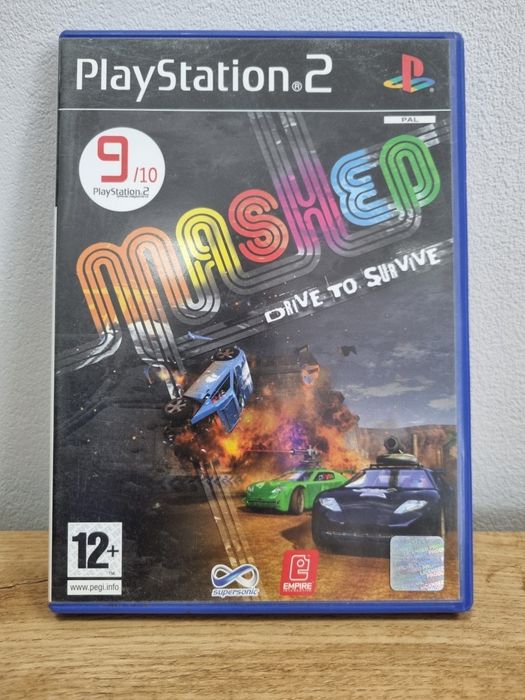 PlayStation®2
PAL
9/10
PlayStation.2
MASHED
DRIVE TO SURVIVE
12+
www.pegi.info
supersonic
EMPIRE